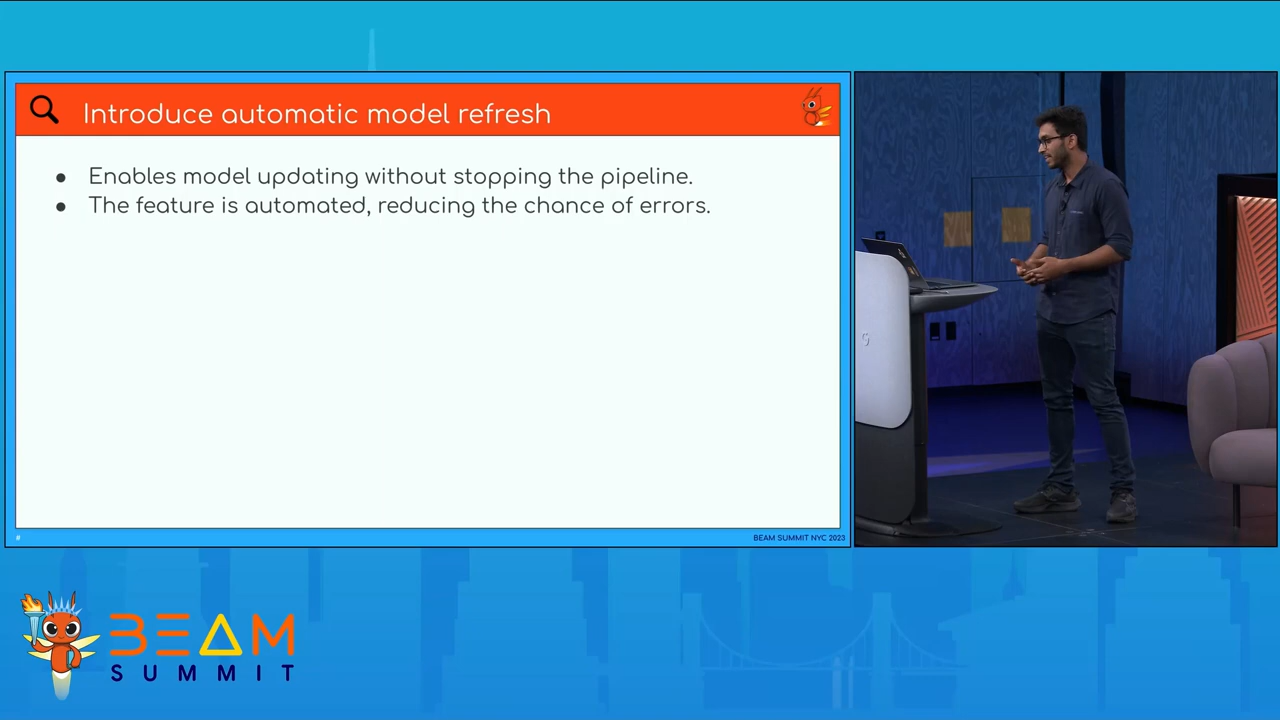 Introduce automatic model refresh
● Enables model updating without stopping the pipeline.
● The feature is automated, reducing the chance of errors.
#
BEAM SUMMIT NYC 2023
BEAM
SUMMIT